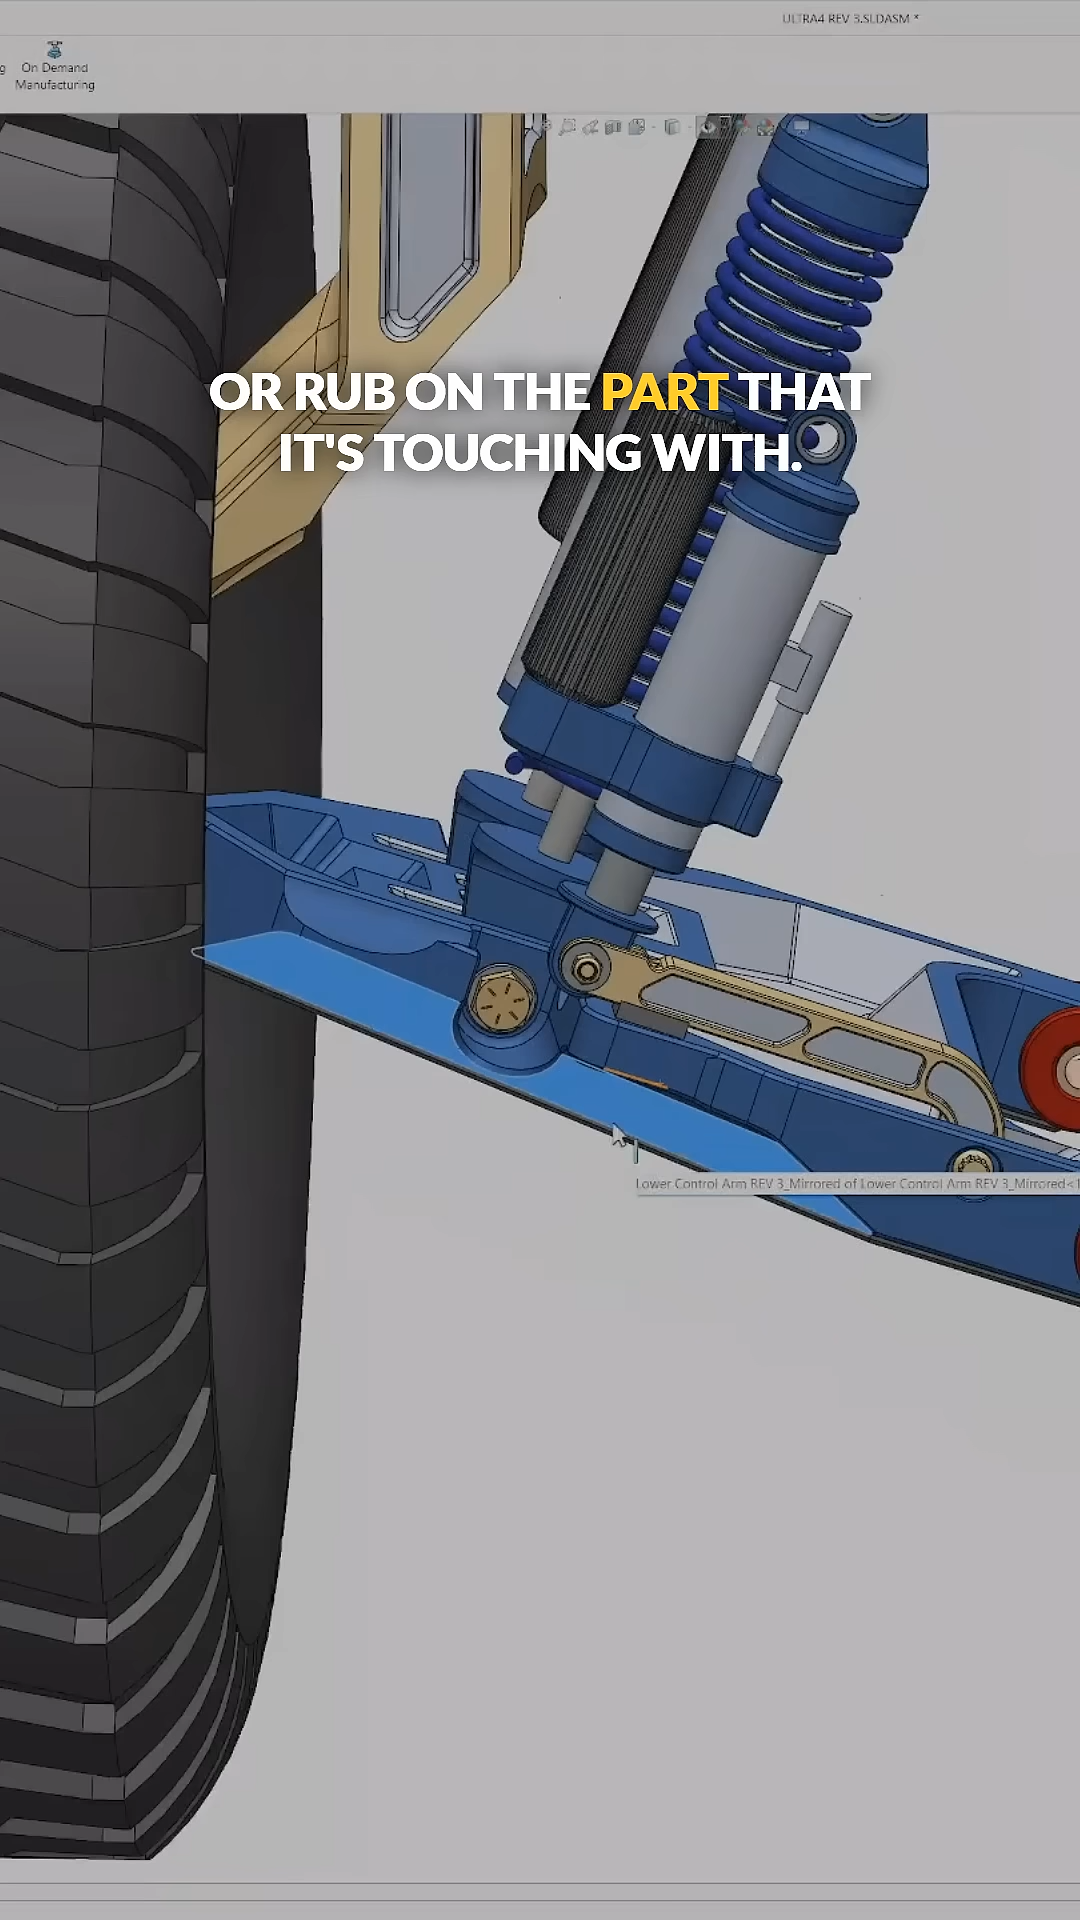 ULTRA4 REV 3.SLDASM *
g On Demand
Manufacturing
OR RUB ON THE PART THAT
IT'S TOUCHING WITH.
Lower Control Arm REV 3_Mirrored of Lower Control Arm REV 3_Mirrored<1